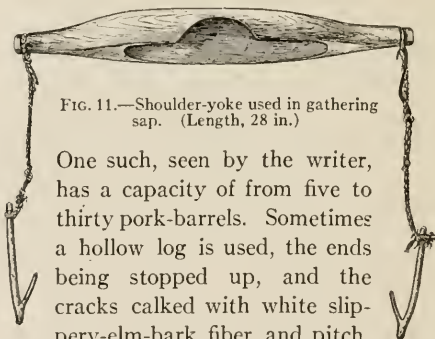 FIG. 11.—Shoulder-yoke used in gathering
sap. (Length, 28 in.)
One such, seen by the writer,
has a capacity of from five to
thirty pork-barrels. Sometimes
a hollow log is used, the ends
being stopped up, and the
cracks calked with white slip-
pery-elm-bark fiber and pitch.